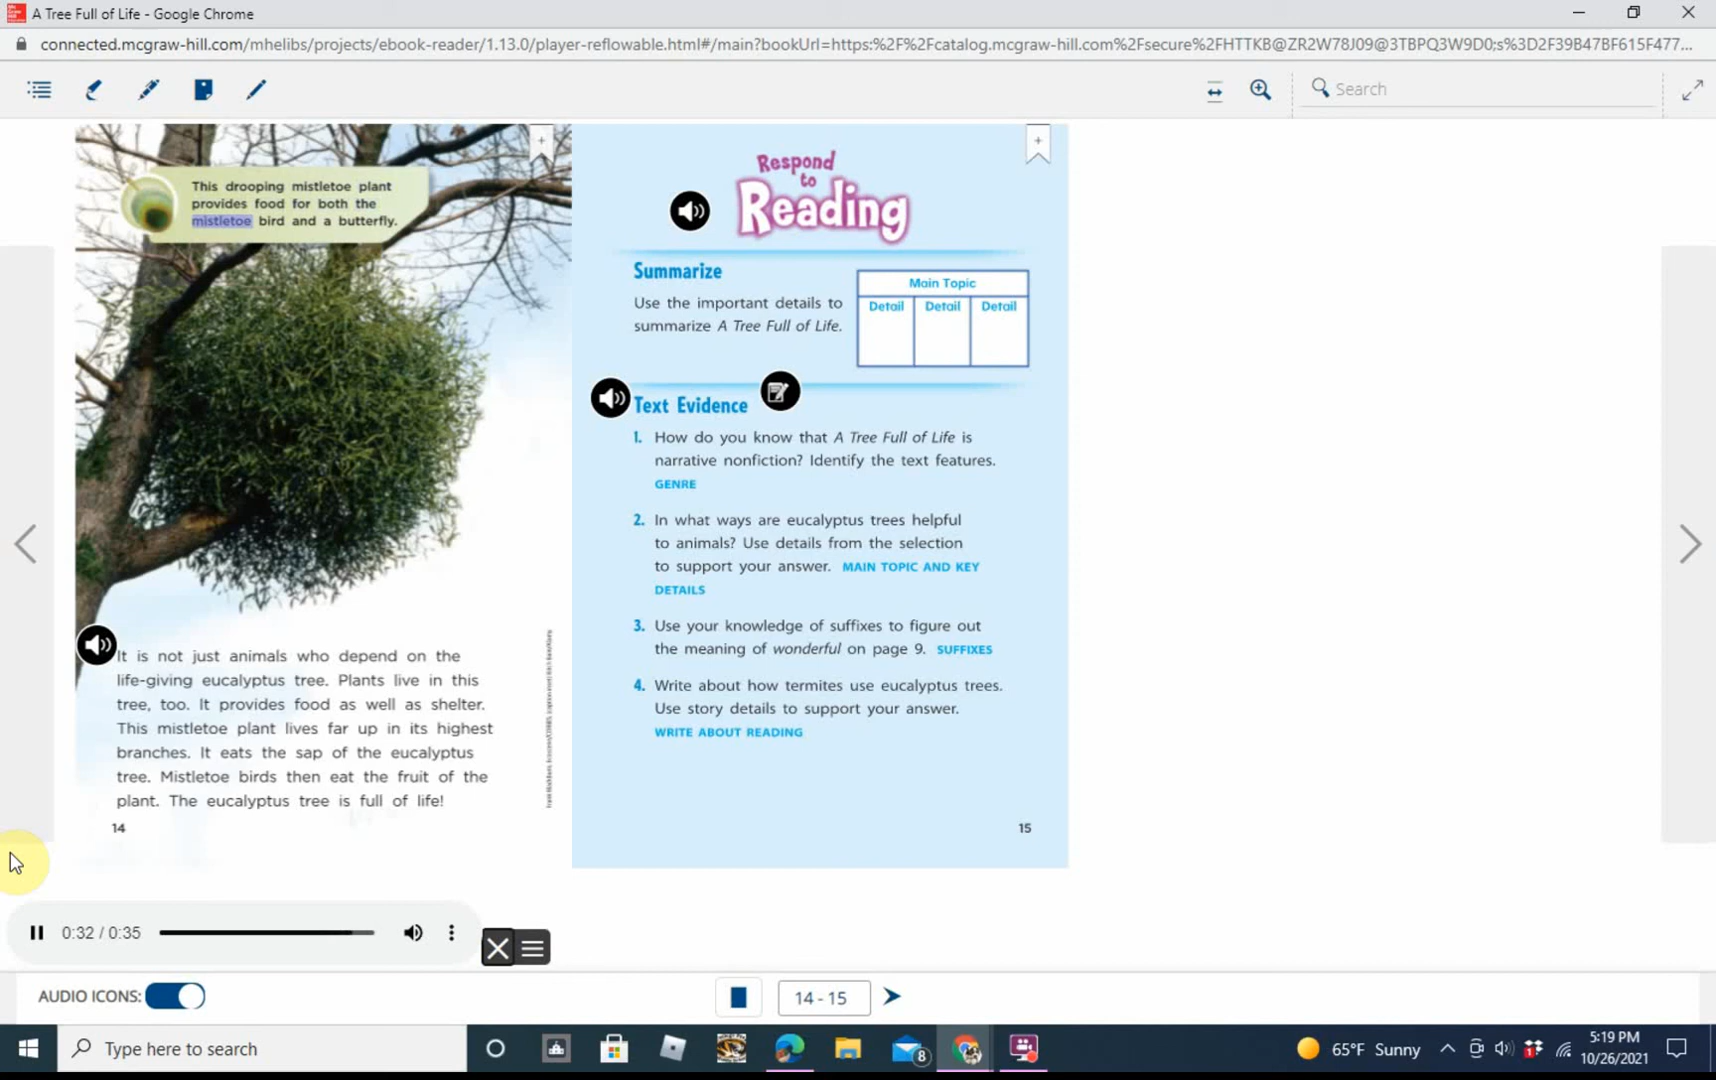 A Tree Full of Life - Google Chrome
connected.mcgraw-hill.com/mhelibs/projects/ebook-reader/1.13.0/player-reflowable.html#/main?bookUrl=https:%2F%2Fcatalog.mcgraw-hill.com%2Fsecure%2FHTTKB@ZR2W78J09@3TBPQ3W9D0;s%3D2F39B47BF615F477...
Search
This drooping mistletoe plant
provides food for both the
mistletoe bird and a butterfly.
It is not just animals who depend on the
life-giving eucalyptus tree. Plants live in this
tree, too. It provides food as well as shelter.
This mistletoe plant lives far up in its highest
branches. It eats the sap of the eucalyptus
tree. Mistletoe birds then eat the fruit of the
plant. The eucalyptus tree is full of life!
14
Respond
to
Reading
Summarize
Use the important details to
summarize A Tree Full of Life.
Main Topic
Detail Detail Detail
Text Evidence
1. How do you know that A Tree Full of Life is
narrative nonfiction? Identify the text features.
GENRE
2. In what ways are eucalyptus trees helpful
to animals? Use details from the selection
to support your answer. MAIN TOPIC AND KEY
DETAILS
3. Use your knowledge of suffixes to figure out
the meaning of wonderful on page 9. SUFFIXES
4. Write about how termites use eucalyptus trees.
Use story details to support your answer.
WRITE ABOUT READING
15
0:32 / 0:35
AUDIO ICONS:
14 - 15
Type here to search
8
65°F Sunny
5:19 PM
10/26/2021